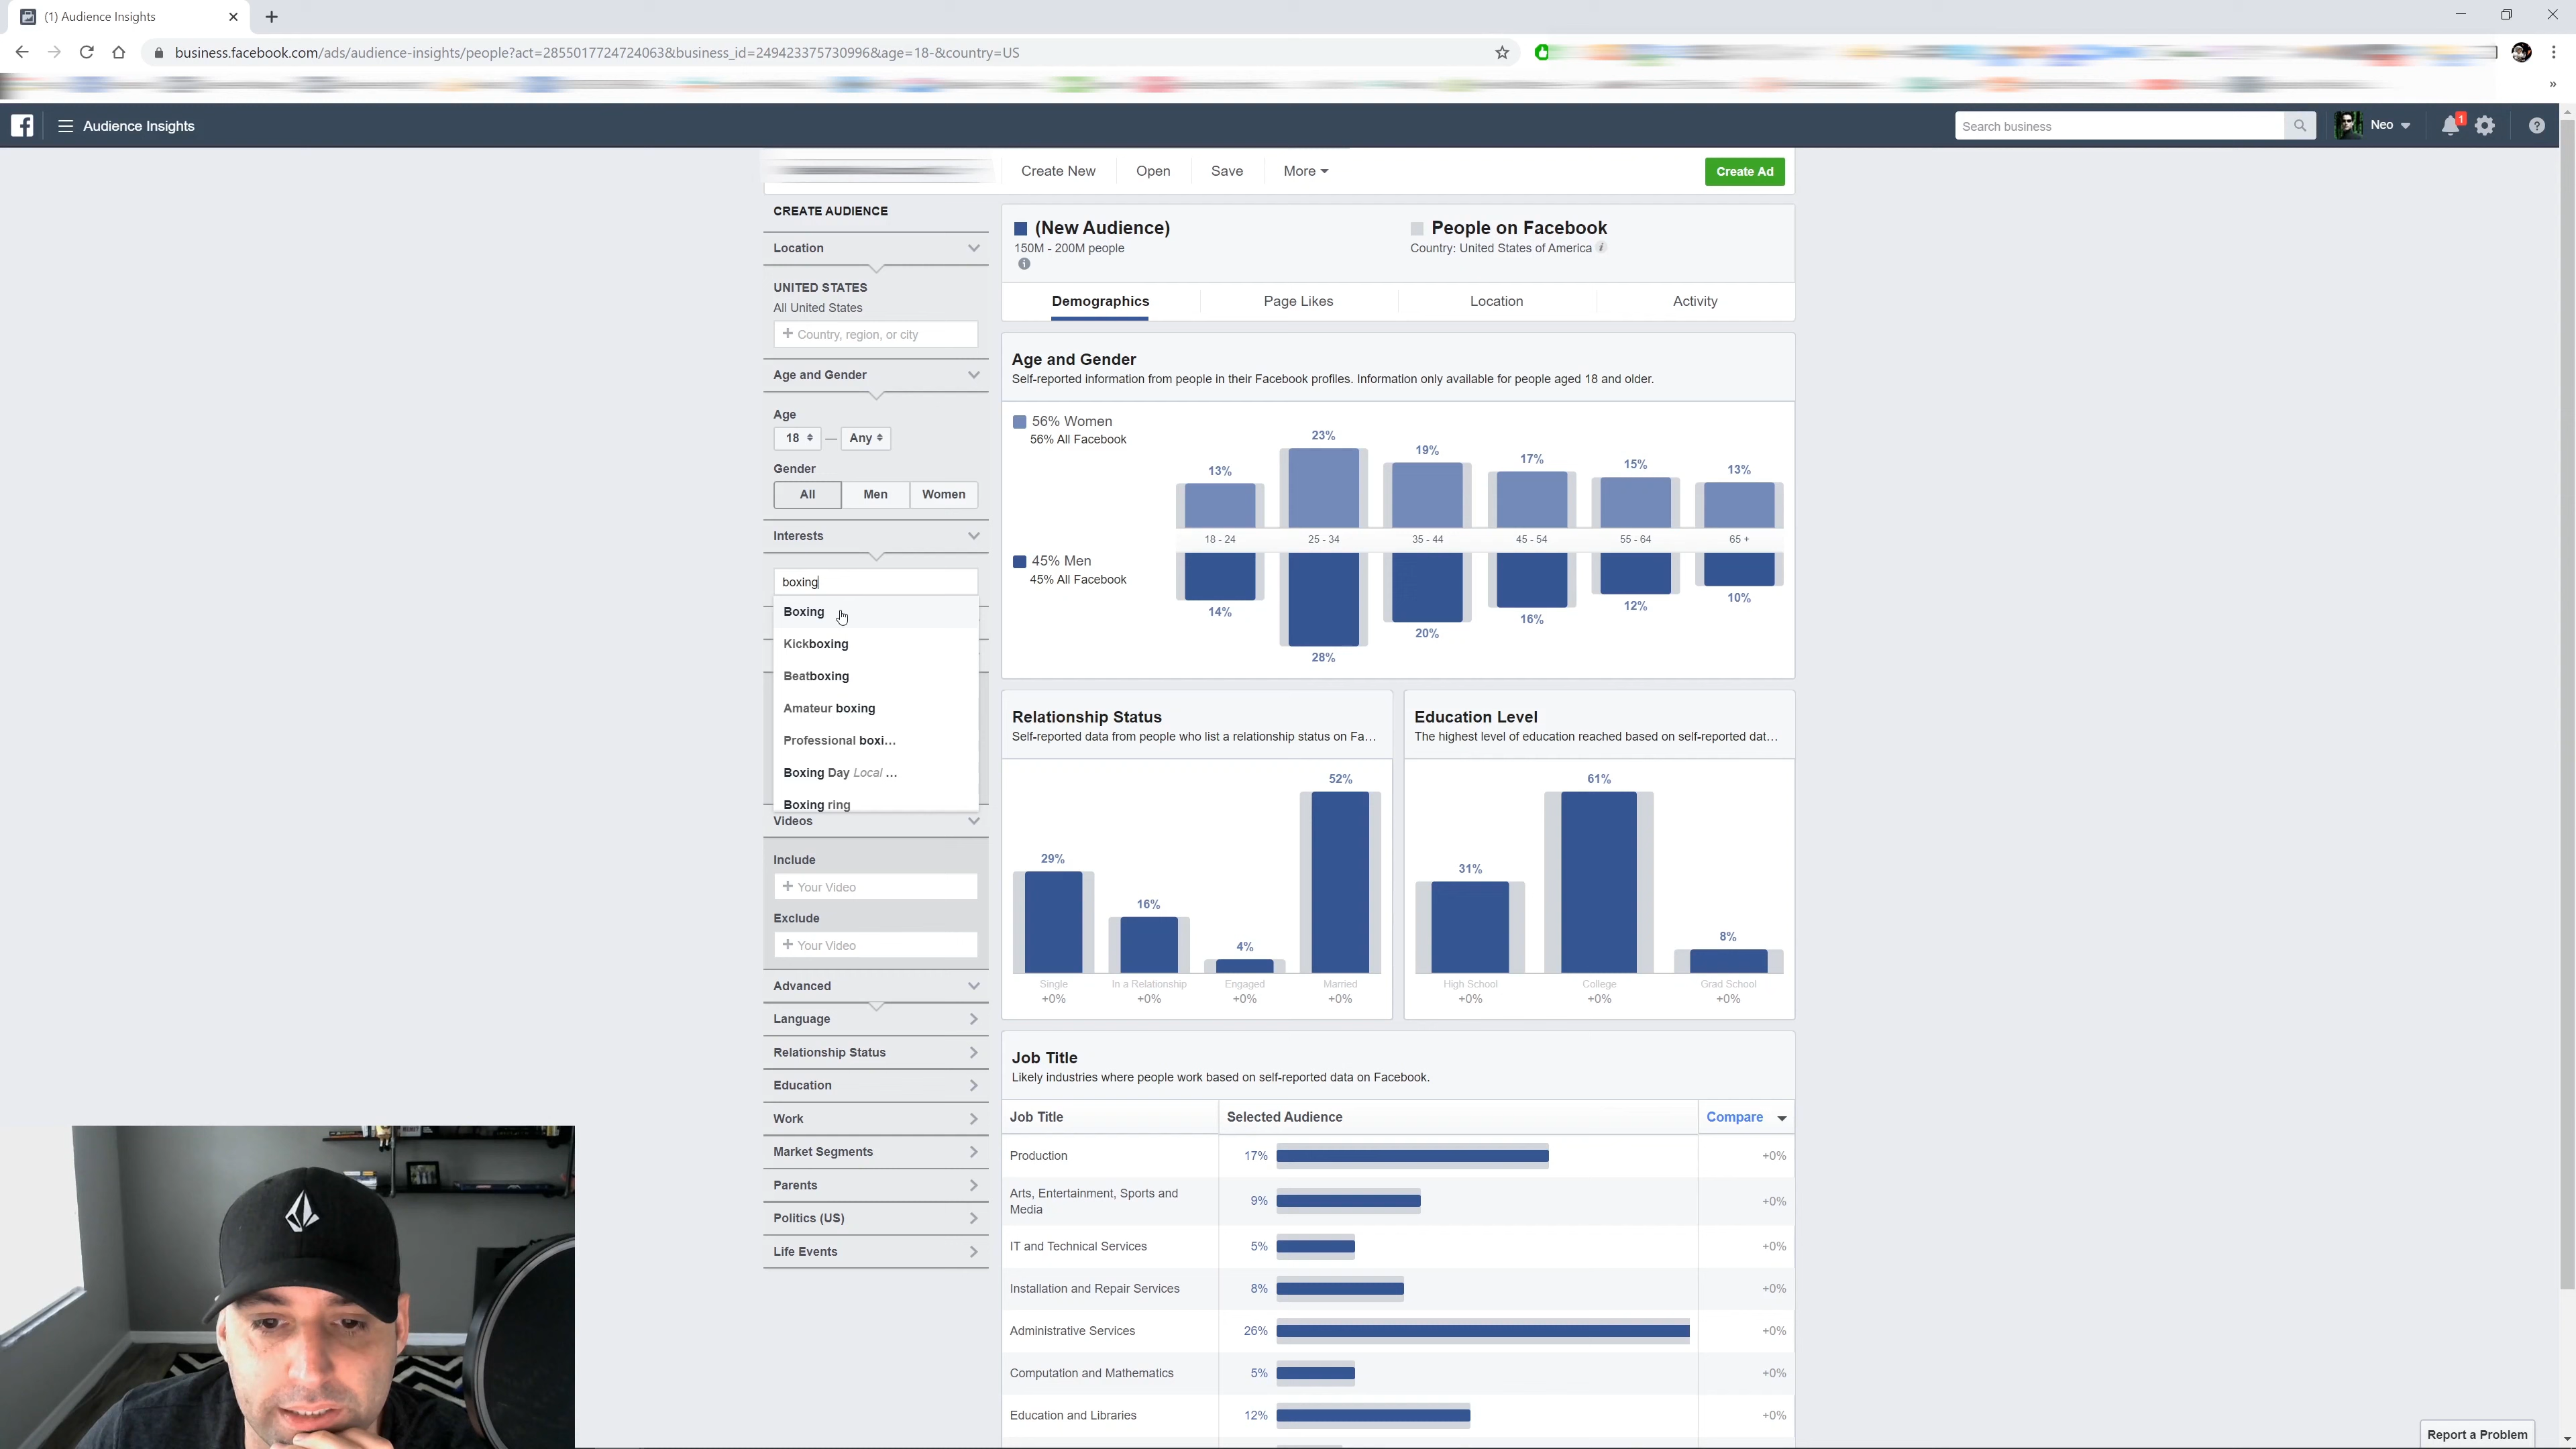 (1) Audience Insights
business.facebook.com/ads/audience-insights/people?act=2855017724724063&business_id=249423375730996&age=18-&country=US
Audience Insights
Search business
Neo
1
Create New
Open
Save
More
Create Ad
CREATE AUDIENCE
Location
UNITED STATES
All United States
+ Country, region, or city
Age and Gender
Age
18 — Any
Gender
All
Men
Women
Interests
boxing
Boxing
Kickboxing
Beatboxing
Amateur boxing
Professional boxi...
Boxing Day Local ...
Boxing ring
Videos
Include
+ Your Video
Exclude
+ Your Video
Advanced
Language
Relationship Status
Education
Work
Market Segments
Parents
Politics (US)
Life Events
(New Audience)
150M - 200M people
People on Facebook
Country: United States of America
Demographics
Page Likes
Location
Activity
Age and Gender
Self-reported information from people in their Facebook profiles. Information only available for people aged 18 and older.
56% Women
56% All Facebook
13%
23%
19%
17%
15%
13%
18 - 24
25 - 34
35 - 44
45 - 54
55 - 64
65 +
45% Men
45% All Facebook
14%
28%
20%
16%
12%
10%
Relationship Status
Self-reported data from people who list a relationship status on Fa...
29%
16%
4%
52%
Single
In a Relationship
Engaged
Married
+0%
+0%
+0%
+0%
Education Level
The highest level of education reached based on self-reported dat...
31%
61%
8%
High School
College
Grad School
+0%
+0%
+0%
Job Title
Likely industries where people work based on self-reported data on Facebook.
Job Title
Selected Audience
Compare
Production
17%
+0%
Arts, Entertainment, Sports and
Media
9%
+0%
IT and Technical Services
5%
+0%
Installation and Repair Services
8%
+0%
Administrative Services
26%
+0%
Computation and Mathematics
5%
+0%
Education and Libraries
12%
+0%
Report a Problem